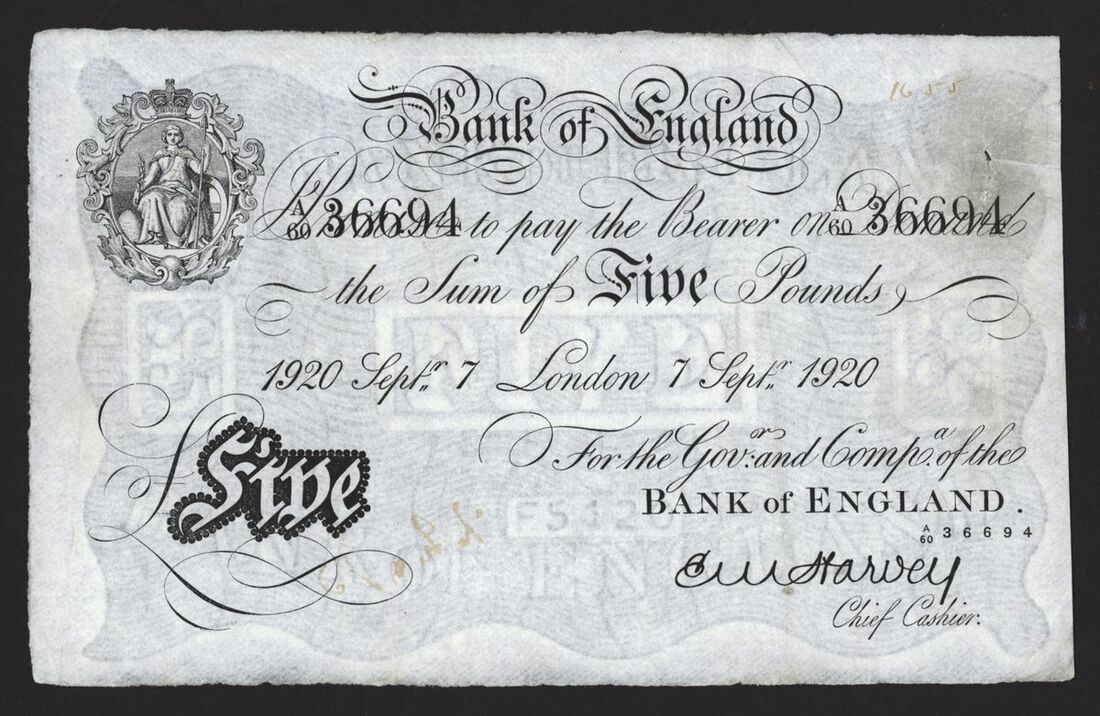 1655
Bank of England
A/60 36694 to pay the Bearer on A/60 36694
the Sum of Five Pounds
1920 Septr. 7 London 7 Septr. 1920
For the Govr. and Compa. of the
BANK of ENGLAND.
Five
A/60 36694
E M Harvey
Chief Cashier.